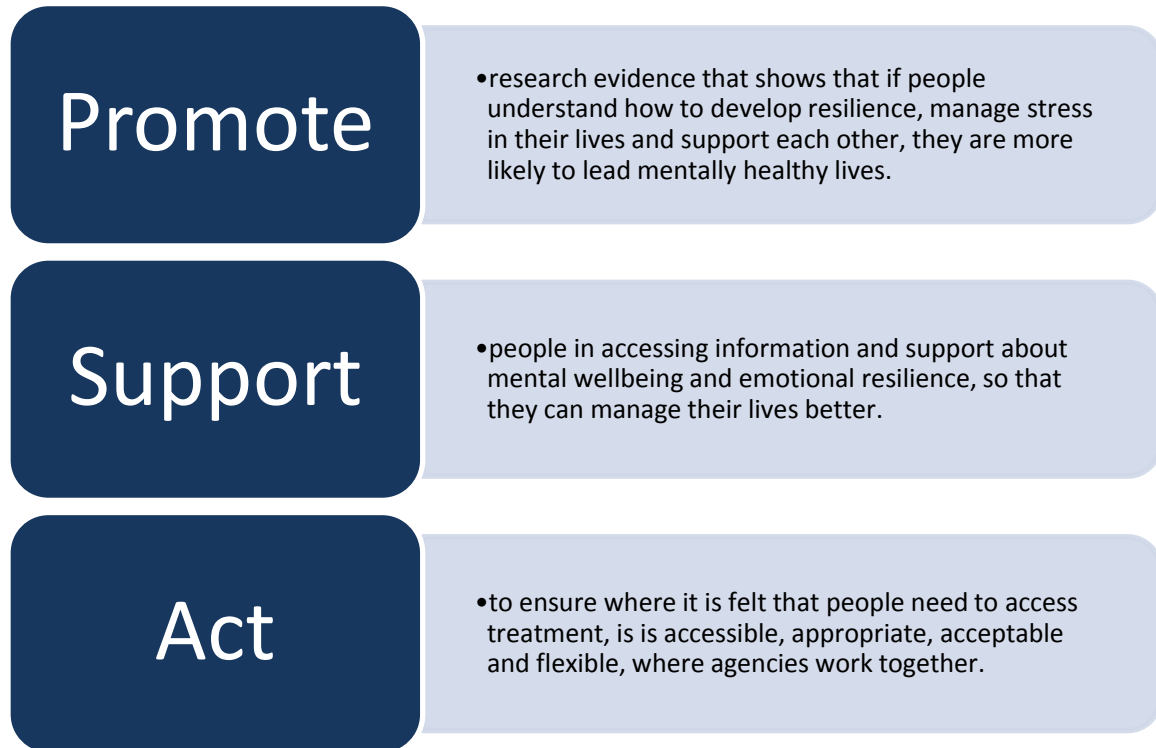 Promote
•research evidence that shows that if people
understand how to develop resilience, manage stress
in their lives and support each other, they are more
likely to lead mentally healthy lives.
Support
•people in accessing information and support about
mental wellbeing and emotional resilience, so that
they can manage their lives better.
Act
•to ensure where it is felt that people need to access
treatment, is is accessible, appropriate, acceptable
and flexible, where agencies work together.